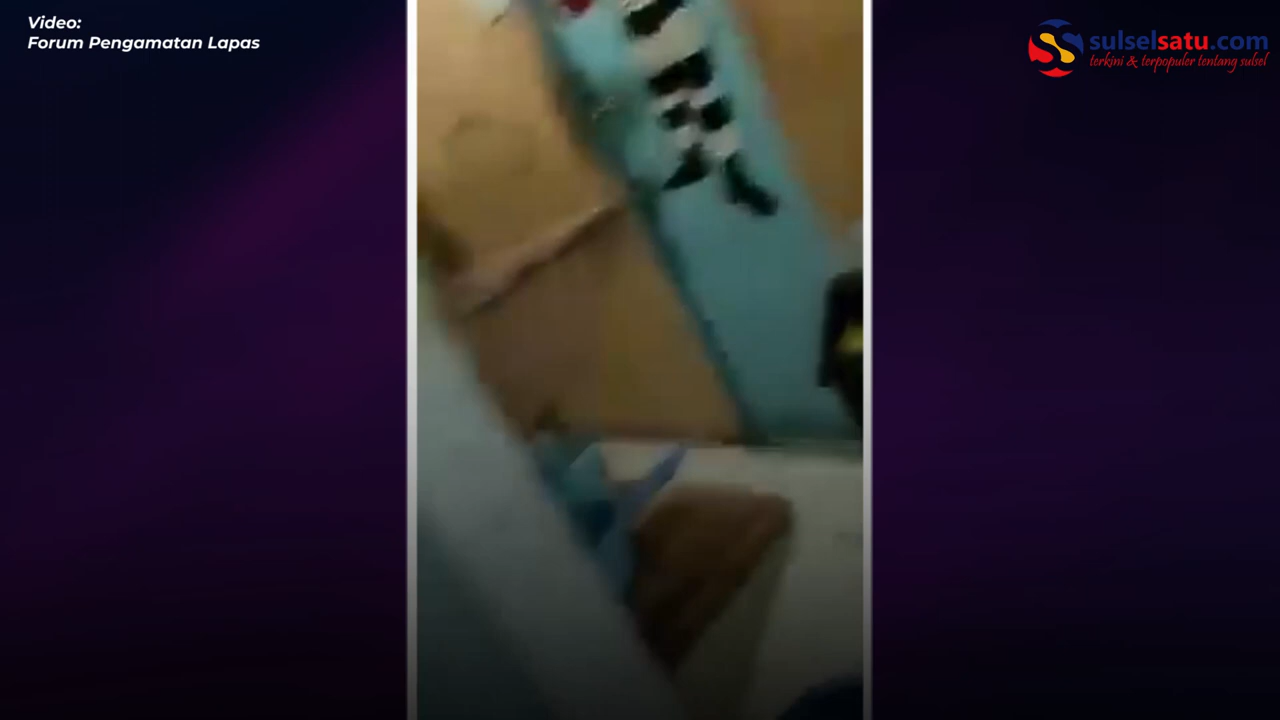 Video:
Forum Pengamatan Lapas
sulselsatu.com
terkini & terpopuler tentang sulsel